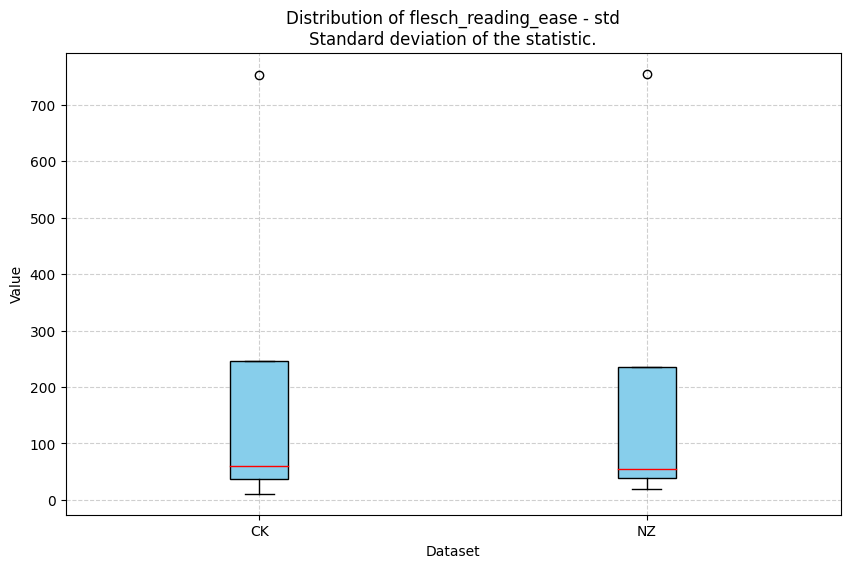 Distribution of flesch_reading_ease - std
Standard deviation of the statistic.
Value
700
600
500
400
300
200
100
0
CK
NZ
Dataset